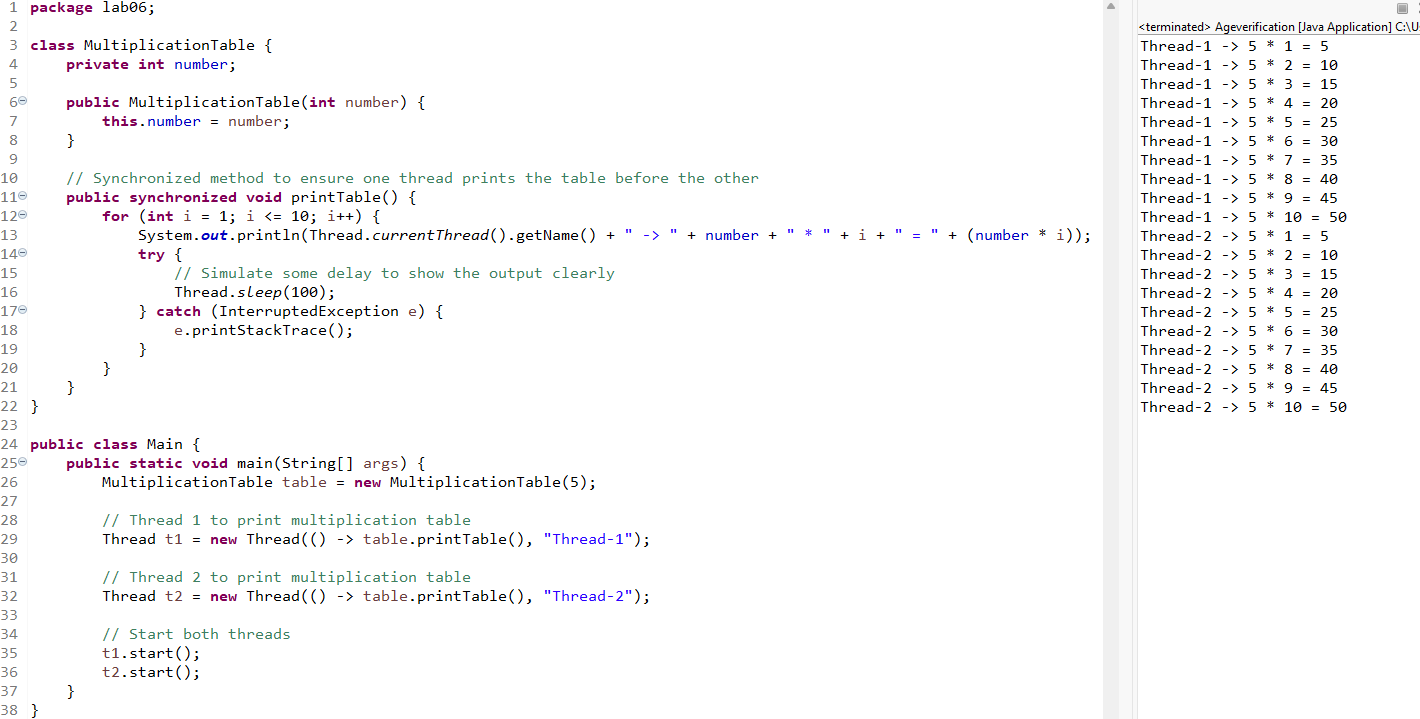 1 package lab06;
2
3 class MultiplicationTable {
4     private int number;
5
6     public MultiplicationTable(int number) {
7         this.number = number;
8     }
9
10     // Synchronized method to ensure one thread prints the table before the other
11     public synchronized void printTable() {
12         for (int i = 1; i <= 10; i++) {
13             System.out.println(Thread.currentThread().getName() + " -> " + number + " * " + i + " = " + (number * i));
14             try {
15                 // Simulate some delay to show the output clearly
16                 Thread.sleep(100);
17             } catch (InterruptedException e) {
18                 e.printStackTrace();
19             }
20         }
21     }
22 }
23
24 public class Main {
25     public static void main(String[] args) {
26         MultiplicationTable table = new MultiplicationTable(5);
27
28         // Thread 1 to print multiplication table
29         Thread t1 = new Thread(() -> table.printTable(), "Thread-1");
30
31         // Thread 2 to print multiplication table
32         Thread t2 = new Thread(() -> table.printTable(), "Thread-2");
33
34         // Start both threads
35         t1.start();
36         t2.start();
37     }
38 }
<terminated> Ageverification [Java Application] C:\U
Thread-1 -> 5 * 1 = 5
Thread-1 -> 5 * 2 = 10
Thread-1 -> 5 * 3 = 15
Thread-1 -> 5 * 4 = 20
Thread-1 -> 5 * 5 = 25
Thread-1 -> 5 * 6 = 30
Thread-1 -> 5 * 7 = 35
Thread-1 -> 5 * 8 = 40
Thread-1 -> 5 * 9 = 45
Thread-1 -> 5 * 10 = 50
Thread-2 -> 5 * 1 = 5
Thread-2 -> 5 * 2 = 10
Thread-2 -> 5 * 3 = 15
Thread-2 -> 5 * 4 = 20
Thread-2 -> 5 * 5 = 25
Thread-2 -> 5 * 6 = 30
Thread-2 -> 5 * 7 = 35
Thread-2 -> 5 * 8 = 40
Thread-2 -> 5 * 9 = 45
Thread-2 -> 5 * 10 = 50